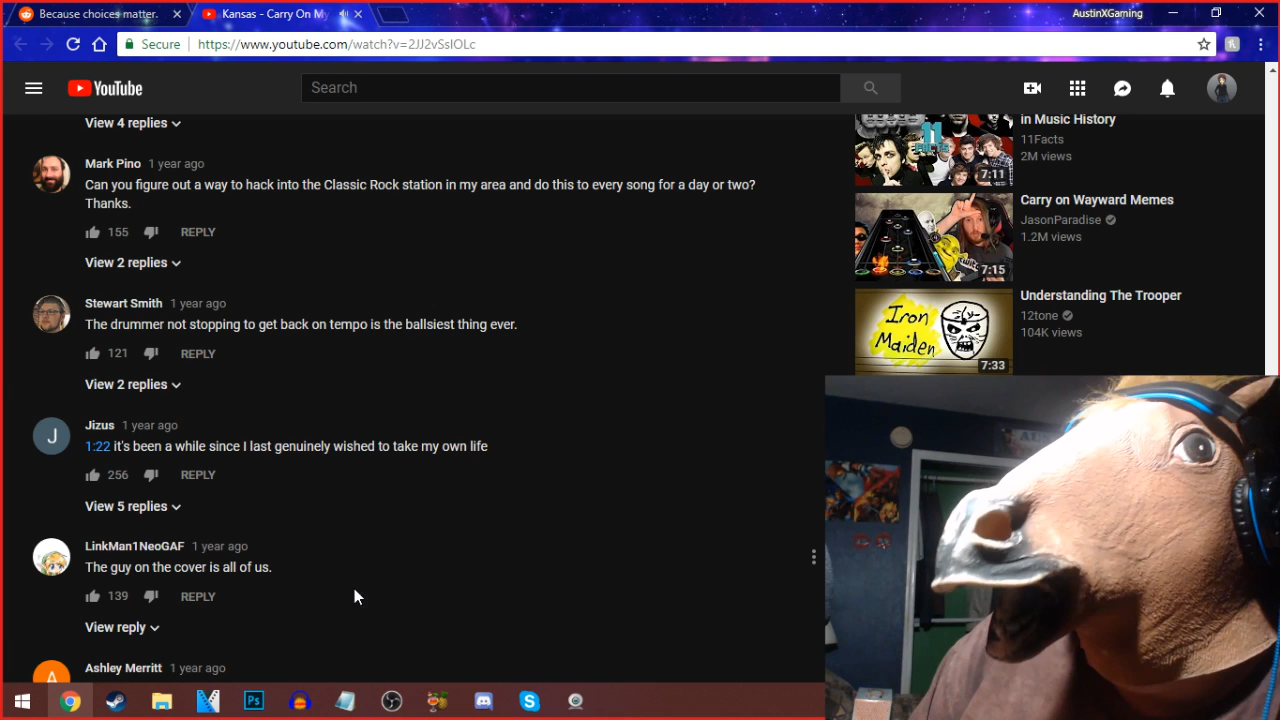 Because choices matter.
Kansas - Carry On M
AustinXGaming
Secure
https://www.youtube.com/watch?v=2JJ2vSsIOLc
YouTube
Search
View 4 replies
Mark Pino 1 year ago
Can you figure out a way to hack into the Classic Rock station in my area and do this to every song for a day or two?
Thanks.
155 REPLY
View 2 replies
Stewart Smith 1 year ago
The drummer not stopping to get back on tempo is the ballsiest thing ever.
121 REPLY
View 2 replies
J
Jizus 1 year ago
1:22 it's been a while since I last genuinely wished to take my own life
256 REPLY
View 5 replies
LinkMan1NeoGAF 1 year ago
The guy on the cover is all of us.
139 REPLY
View reply
A
Ashley Merritt 1 year ago
11
FACTS
7:11
in Music History
11Facts
2M views
7:15
Carry on Wayward Memes
JasonParadise
1.2M views
Iron
Maiden
7:33
Understanding The Trooper
12tone
104K views
Ps